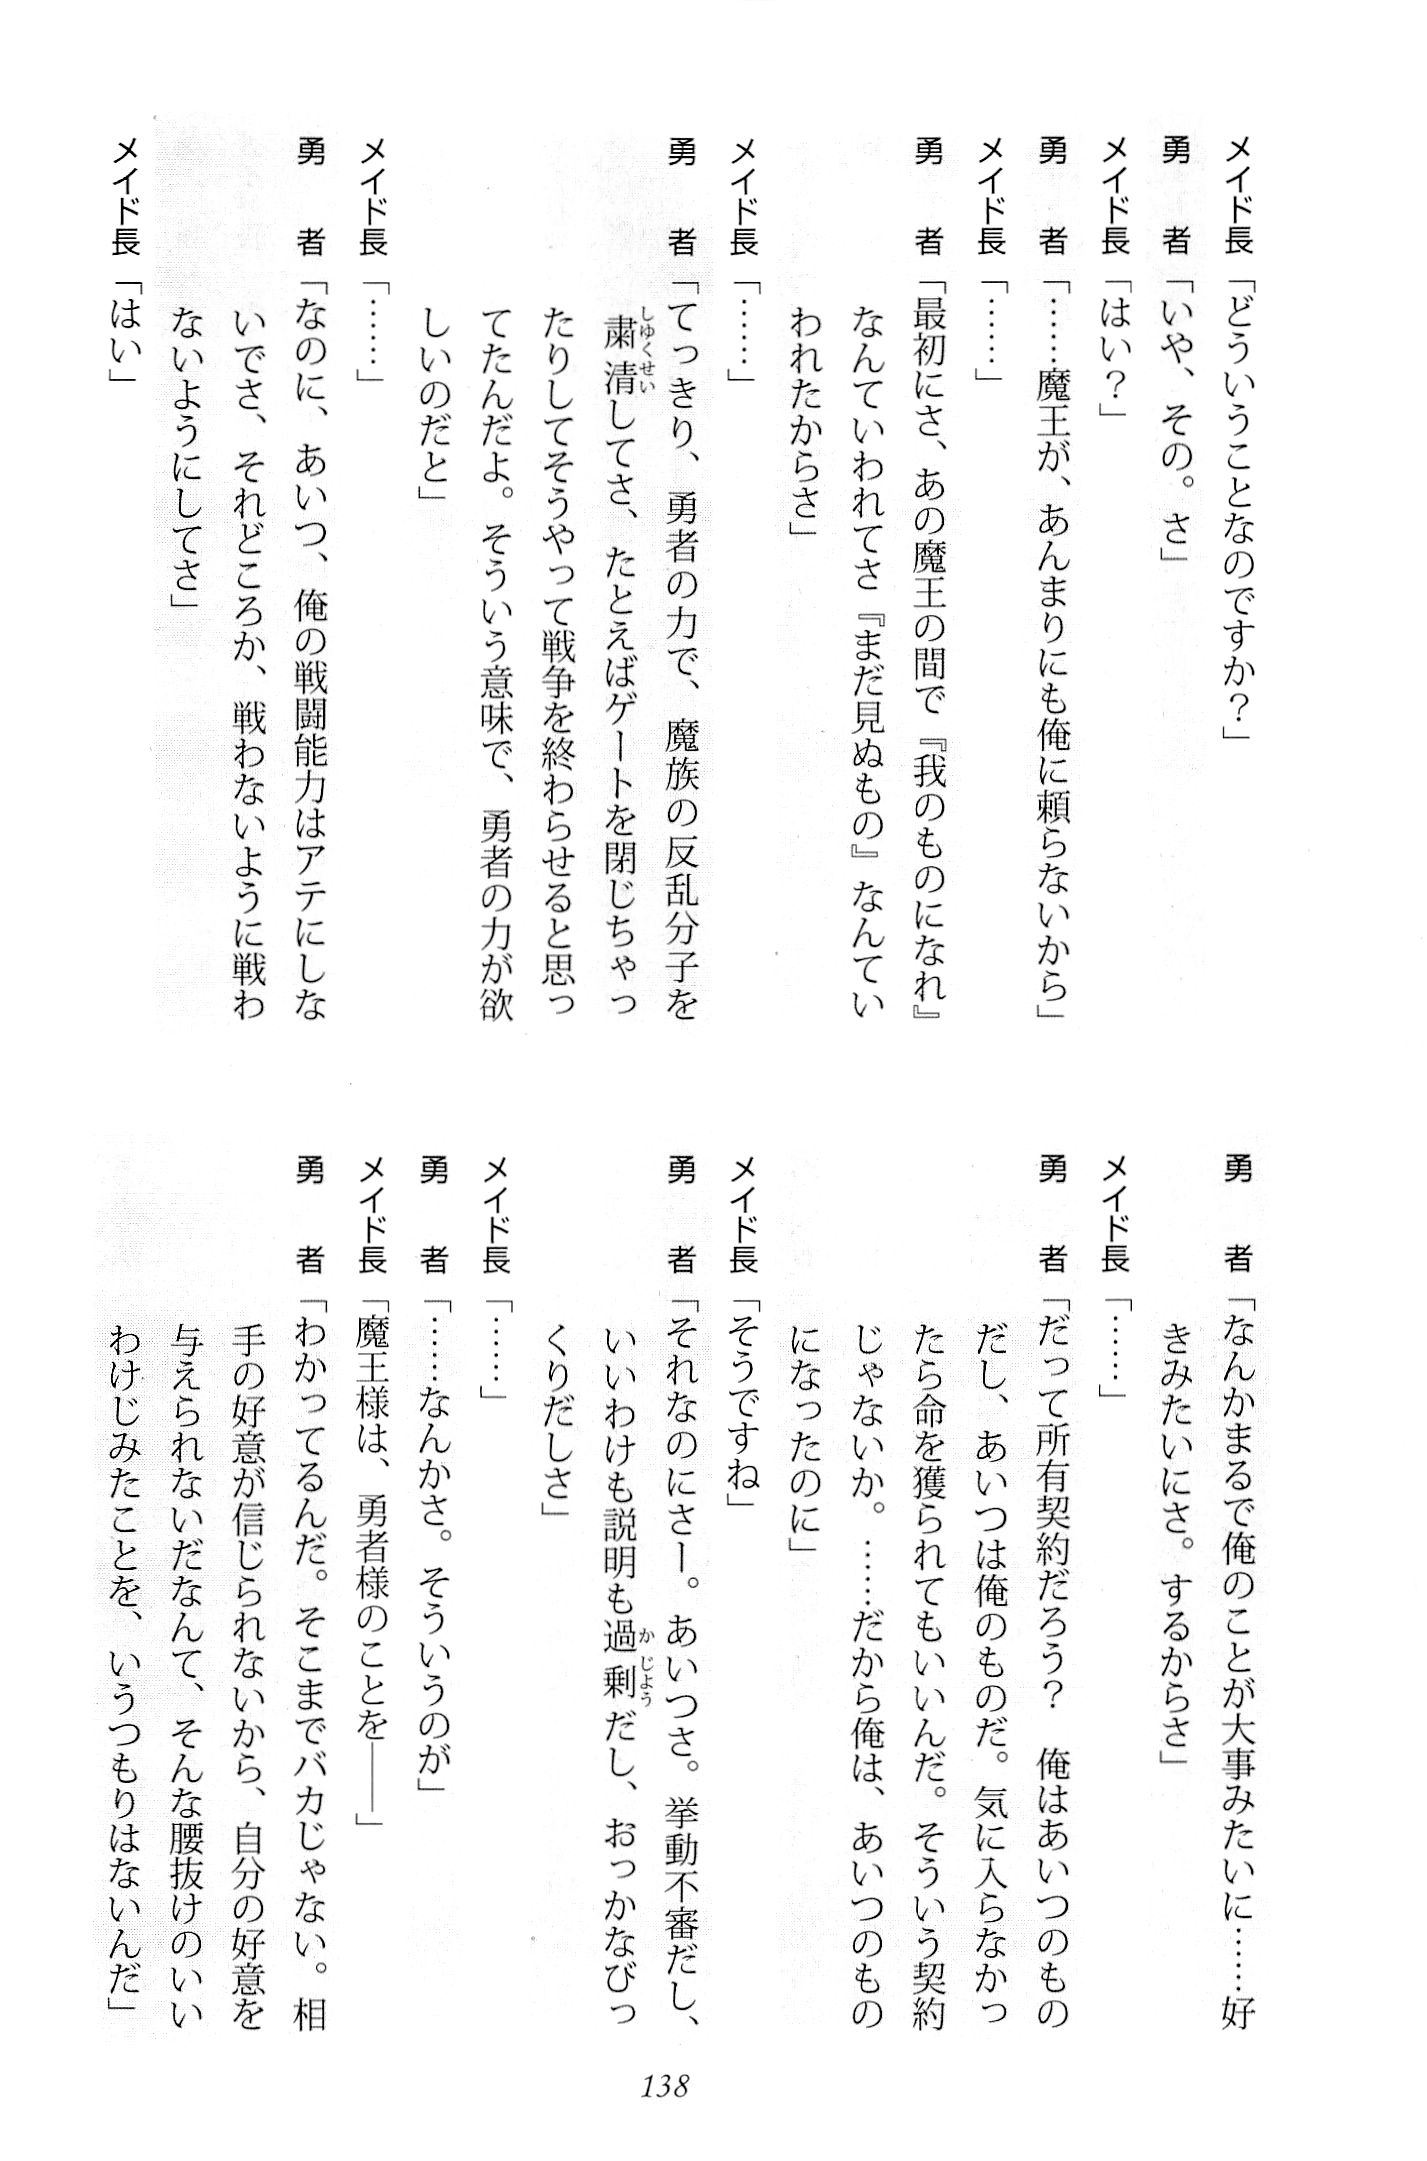 メイド長「どういうことなのですか？」
勇　者「いや、その。さ」
メイド長「はい？」
勇　者「……魔王が、あんまりにも俺に頼らないから」
メイド長「……」
勇　者「最初にさ、あの魔王の間で『我のものになれ』
なんていわれてさ『まだ見ぬもの』なんてい
われたからさ」
メイド長「……」
勇　者「てっきり、勇者の力で、魔族の反乱分子を
粛清してさ、たとえばゲートを閉じちゃっ
たりしてそうやって戦争を終わらせると思っ
てたんだよ。そういう意味で、勇者の力が欲
しいのだと」
メイド長「……」
勇　者「なのに、あいつ、俺の戦闘能力はアテにしな
いでさ、それどころか、戦わないように戦わ
ないようにしてさ」
メイド長「はい」
勇　者「なんかまるで俺のことが大事みたいに……好
きみたいにさ。するからさ」
メイド長「……」
勇　者「だって所有契約だろう？　俺はあいつのもの
だし、あいつは俺のものだ。気に入らなかっ
たら命を獲られてもいいんだ。そういう契約
じゃないか。……だから俺は、あいつのもの
になったのに」
メイド長「そうですね」
勇　者「それなのにさー。あいつさ。挙動不審だし、
いいわけも説明も過剰だし、おっかなびっ
くりだしさ」
メイド長「……」
勇　者「……なんかさ。そういうのが」
メイド長「魔王様は、勇者様のことを――」
勇　者「わかってるんだ。そこまでバカじゃない。相
手の好意が信じられないから、自分の好意を
与えられないだなんて、そんな腰抜けのいい
わけじみたことを、いうつもりはないんだ」
138